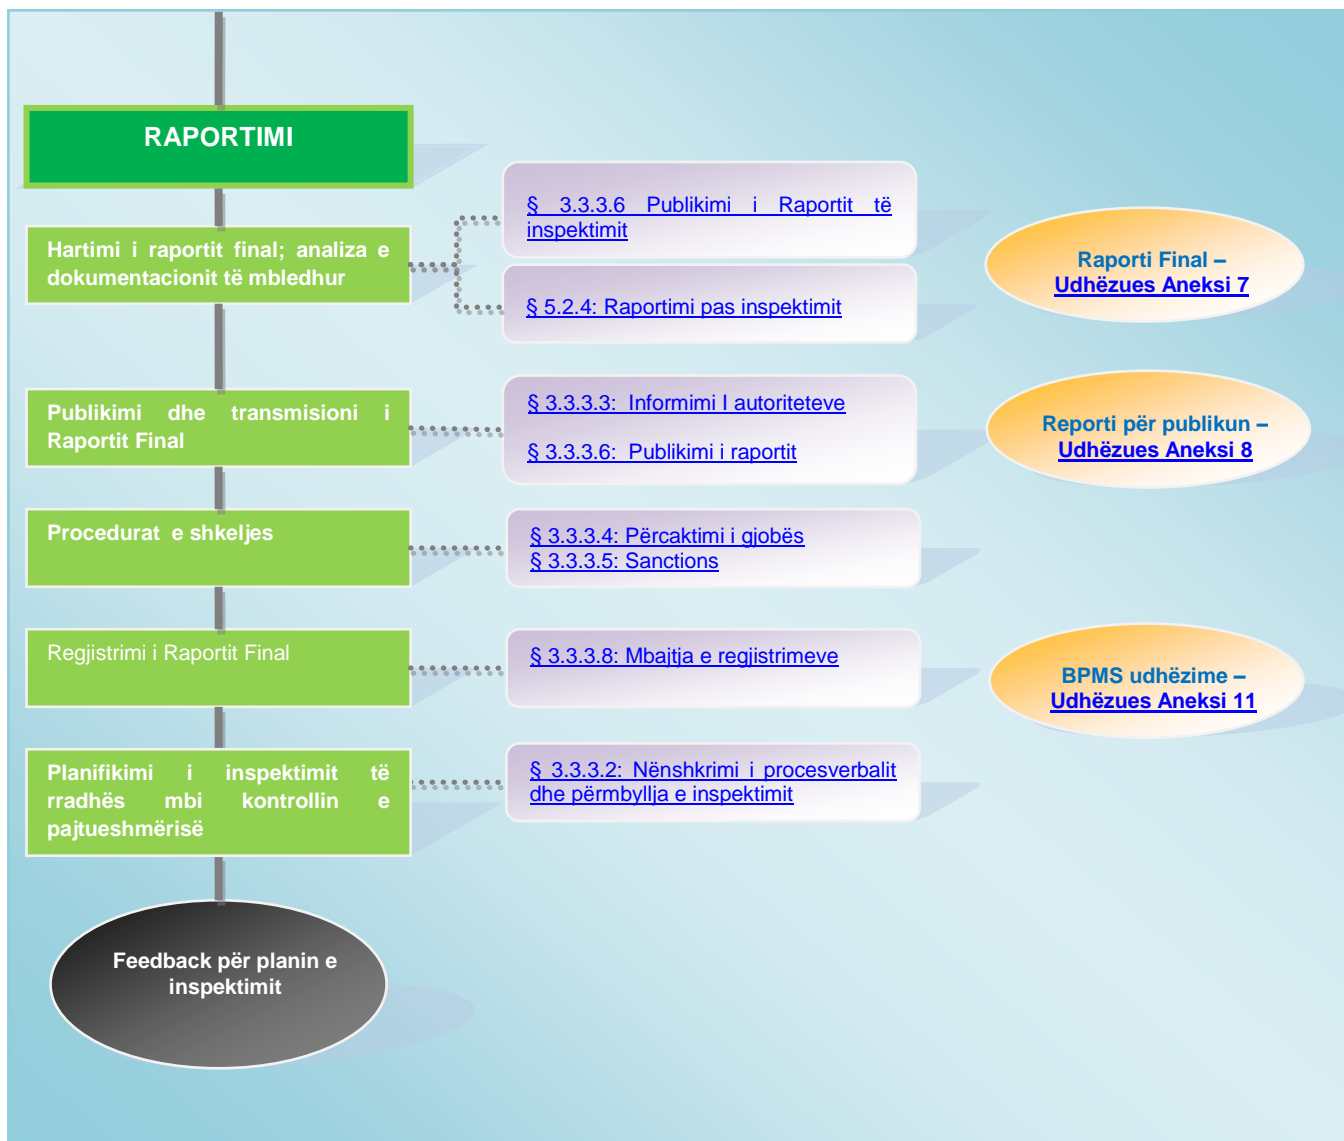 RAPORTIMI
Hartimi i raportit final; analiza e
dokumentacionit të mbledhur
§ 3.3.3.6 Publikimi i Raportit të
inspektimit
§ 5.2.4: Raportimi pas inspektimit
Raporti Final –
Udhëzues Aneksi 7
Publikimi dhe transmisioni i
Raportit Final
§ 3.3.3.3: Informimi I autoriteteve
§ 3.3.3.6: Publikimi i raportit
Reporti për publikun –
Udhëzues Aneksi 8
Procedurat e shkeljes
§ 3.3.3.4: Përcaktimi i gjobës
§ 3.3.3.5: Sanctions
Regjistrimi i Raportit Final
§ 3.3.3.8: Mbajtja e regjistrimeve
BPMS udhëzime –
Udhëzues Aneksi 11
Planifikimi i inspektimit të
rradhës mbi kontrollin e
pajtueshmërisë
§ 3.3.3.2: Nënshkrimi i procesverbalit
dhe përmbyllja e inspektimit
Feedback për planin e
inspektimit